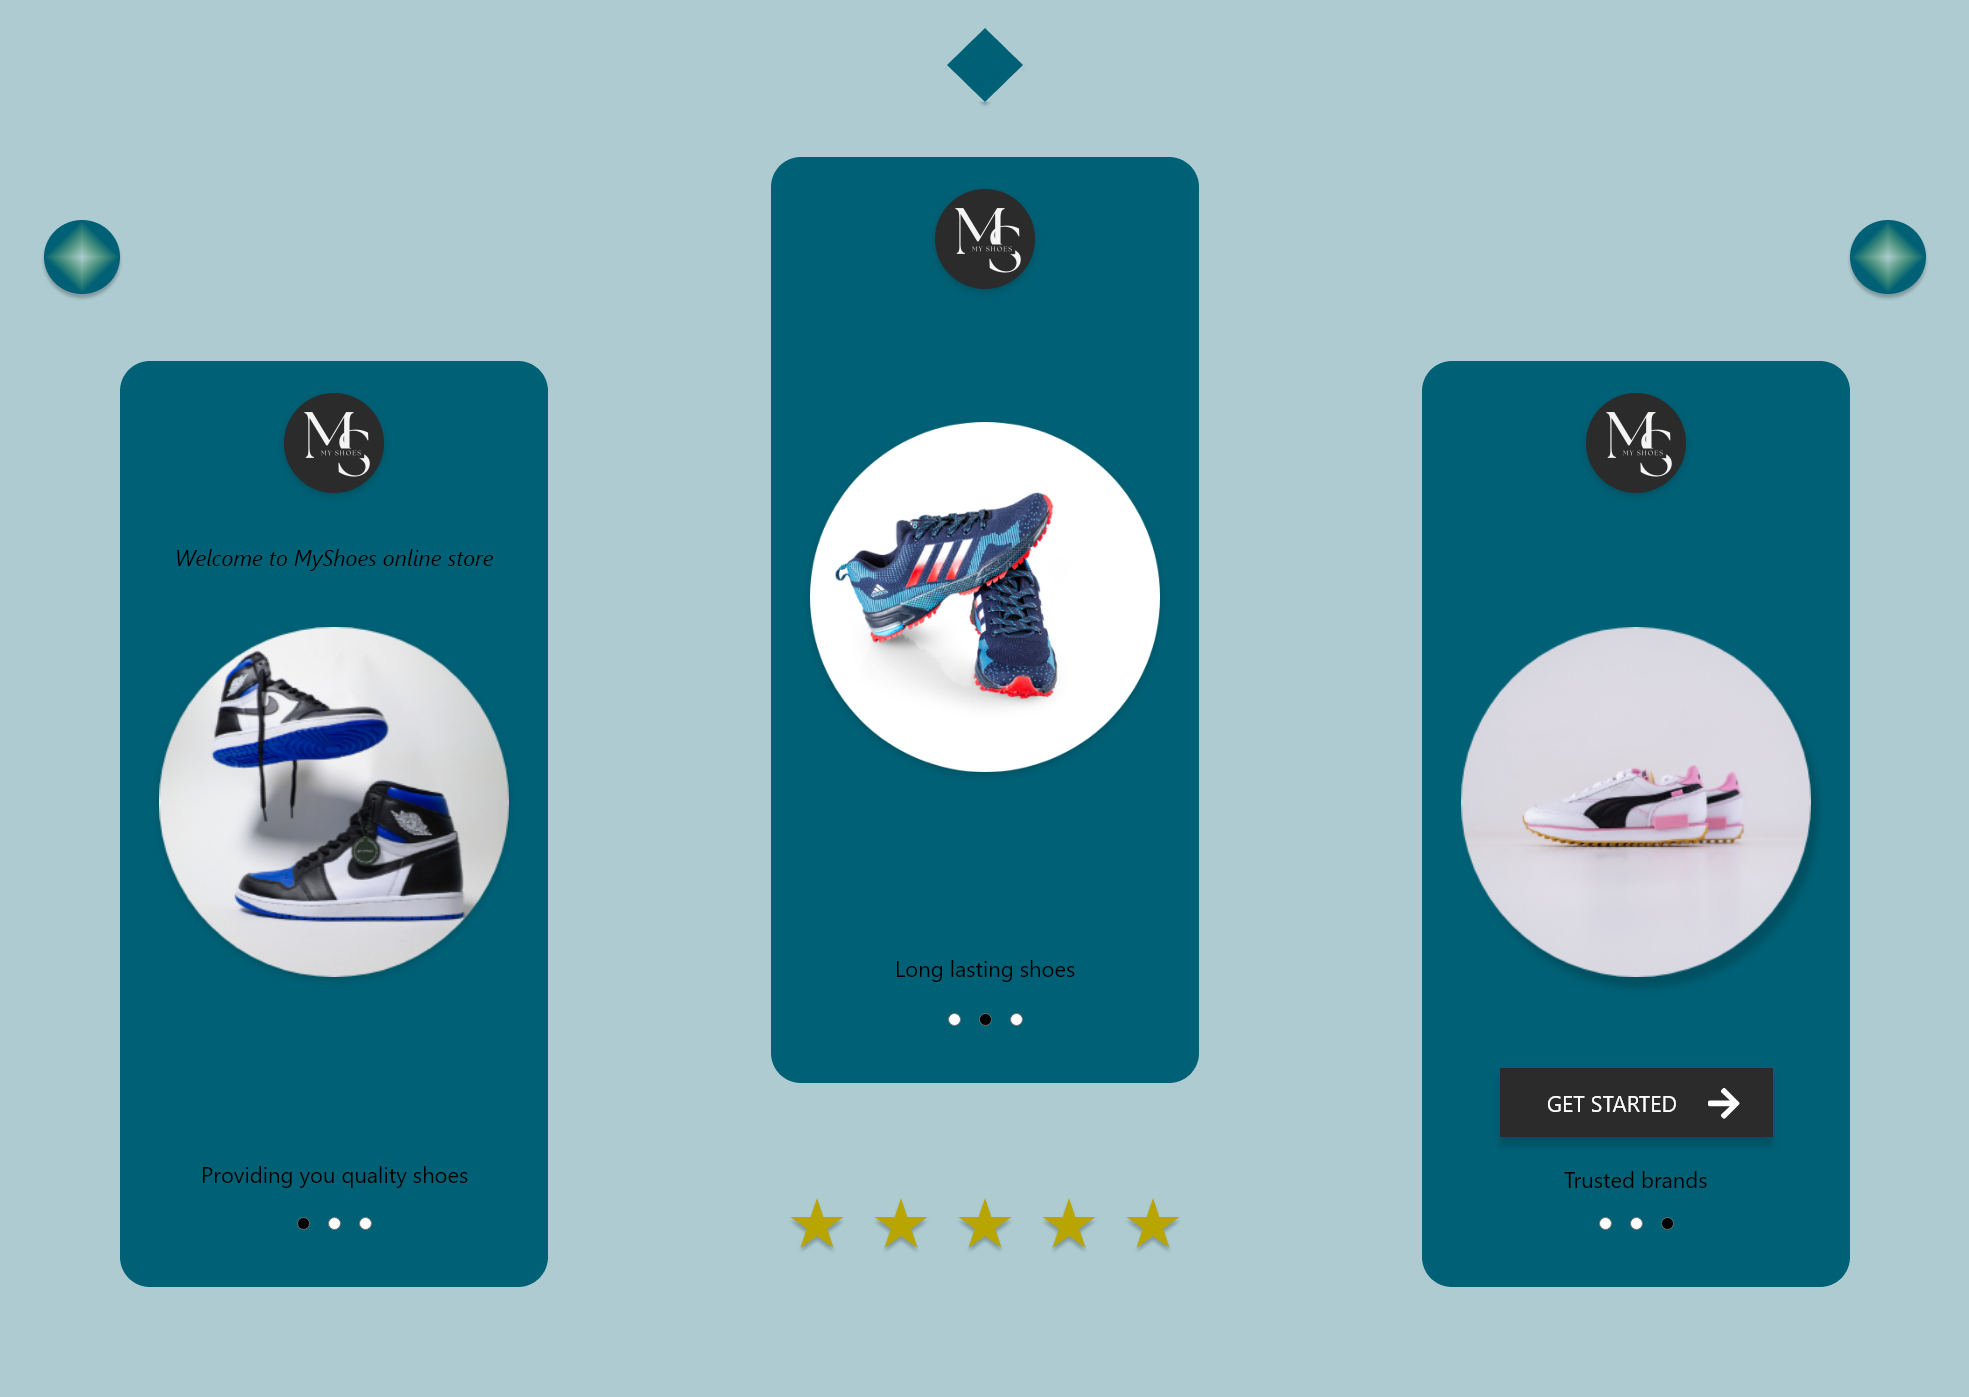 MS
MY SHOES
Welcome to MyShoes online store
Providing you quality shoes
MS
MY SHOES
Long lasting shoes
MS
MY SHOES
GET STARTED
Trusted brands